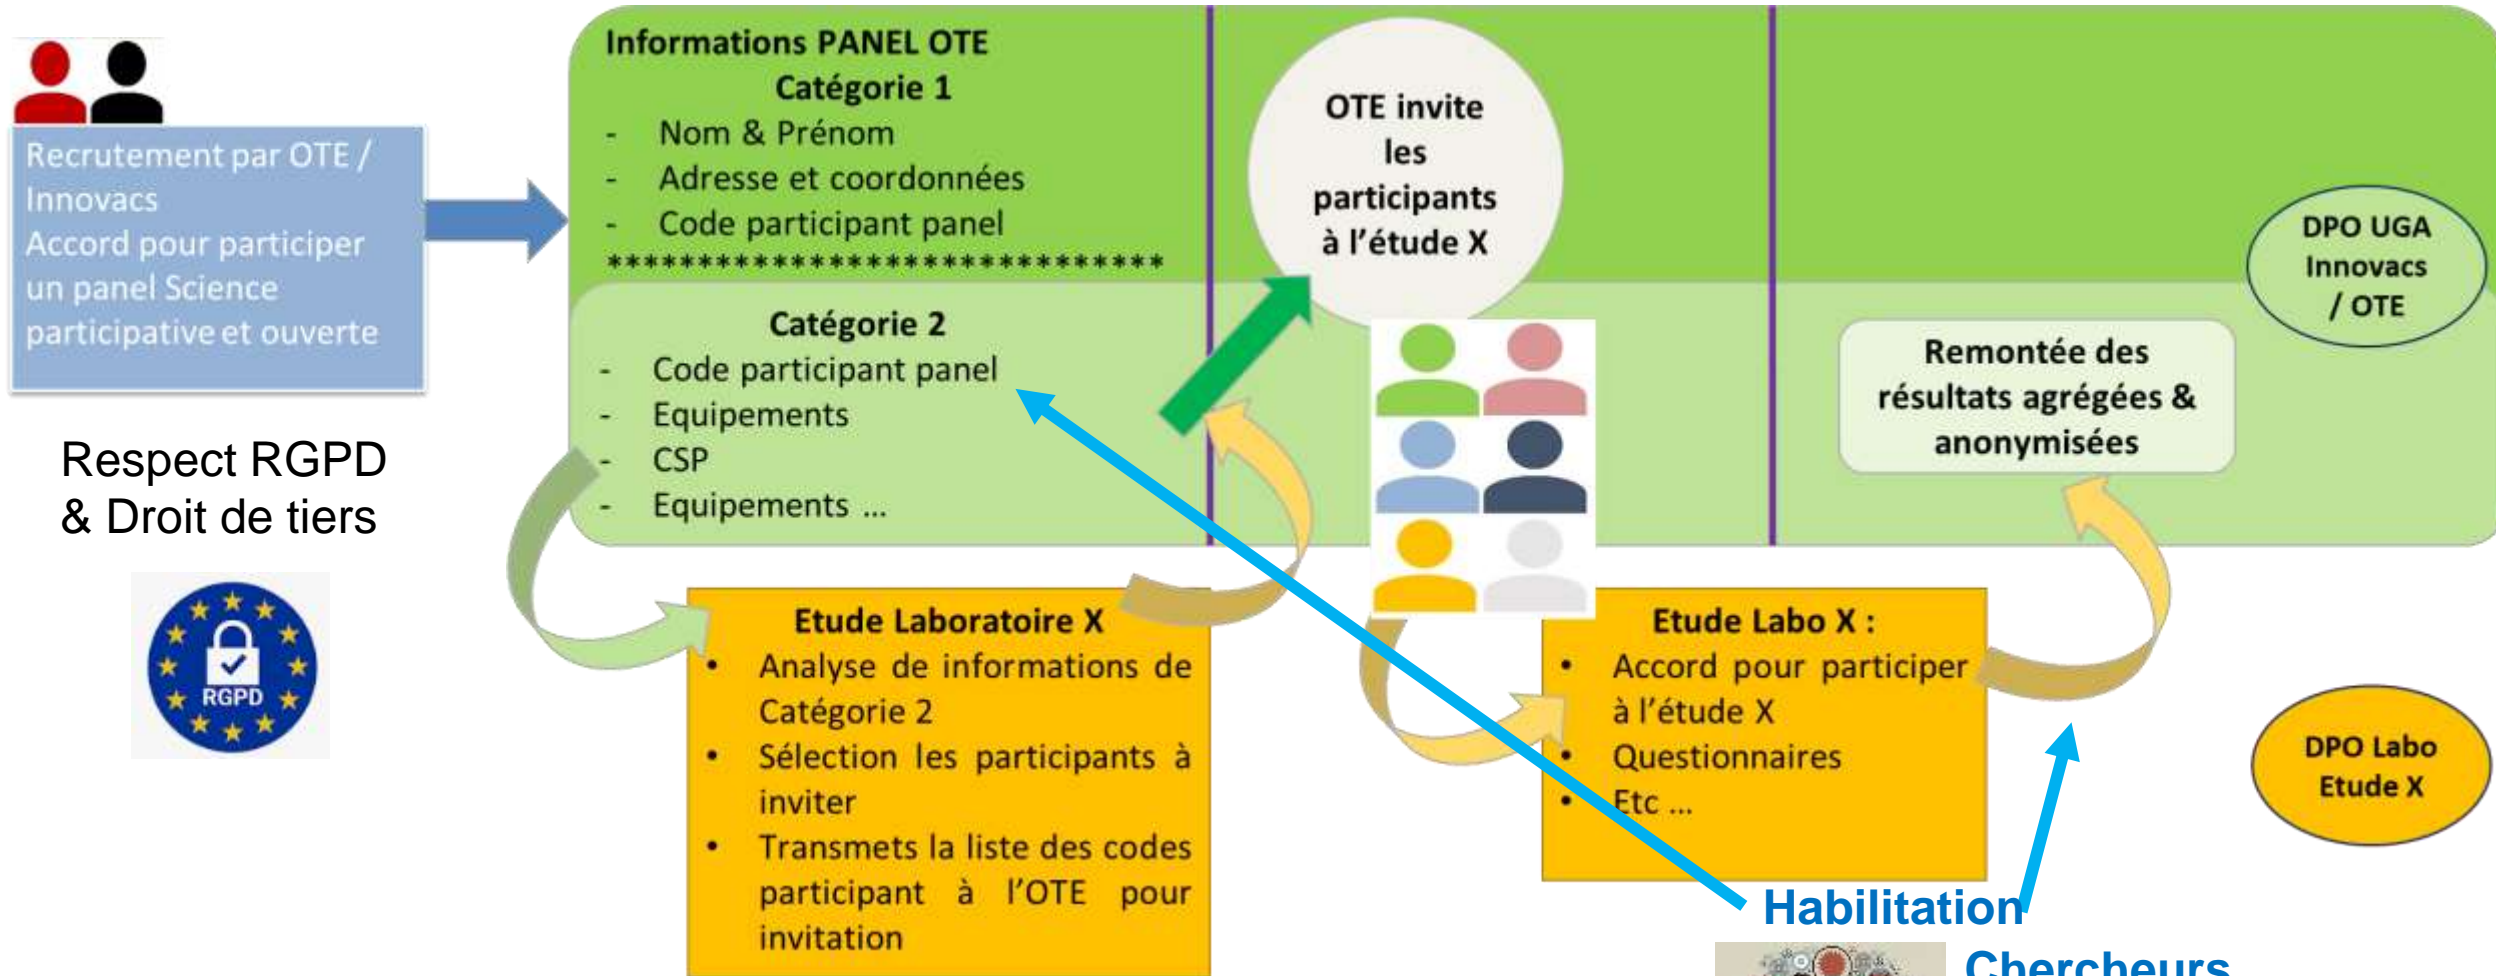 Recrutement par OTE /
Innovacs
Accord pour participer
un panel Science
participative et ouverte
Respect RGPD
& Droit de tiers
RGPD
Informations PANEL OTE
Catégorie 1
- Nom & Prénom
- Adresse et coordonnées
- Code participant panel
*******************************
Catégorie 2
- Code participant panel
- Equipements
- CSP
- Equipements ...
OTE invite
les
participants
à l'étude X
DPO UGA
Innovacs
/ OTE
Remontée des
résultats agrégées &
anonymisées
Etude Laboratoire X
• Analyse de informations de
Catégorie 2
• Sélection les participants à
inviter
• Transmets la liste des codes
participant à l'OTE pour
invitation
Etude Labo X :
• Accord pour participer
à l'étude X
• Questionnaires
• Etc ...
DPO Labo
Etude X
Habilitation
Chercheurs